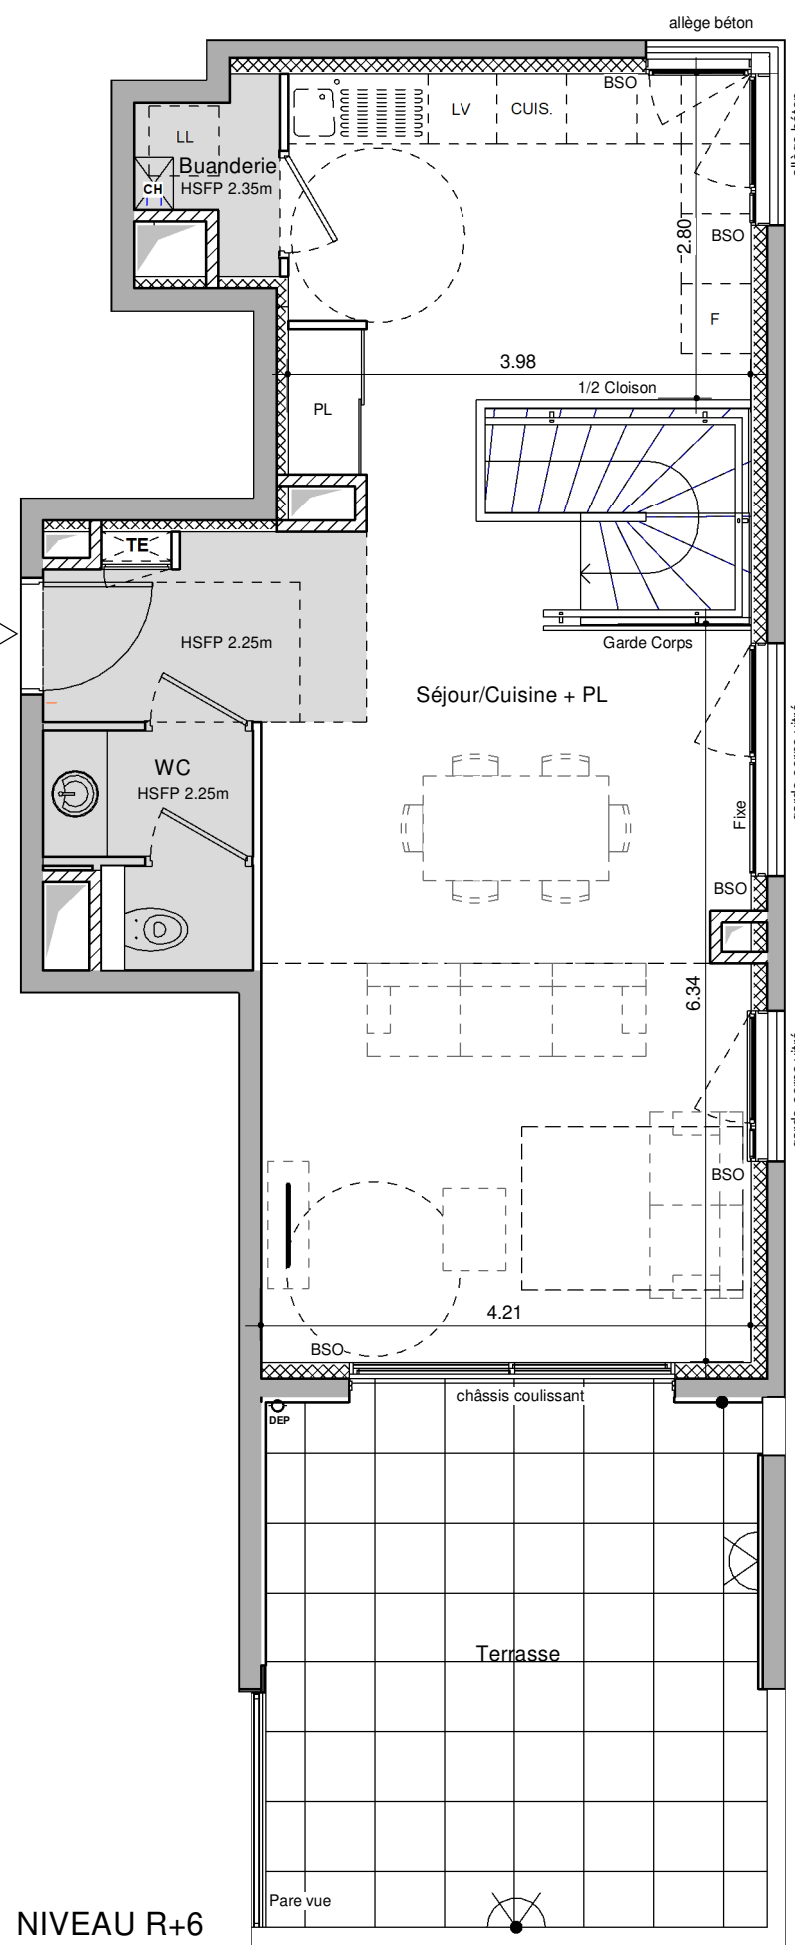 allège béton
BSO
LV
CUIS.
LL
Buanderie
HSFP 2.35m
CH
2.80
BSO
F
3.98
1/2 Cloison
PL
TE
HSFP 2.25m
Garde Corps
Séjour/Cuisine + PL
WC
HSFP 2.25m
Fixe
BSO
6.34
BSO
4.21
BSO
châssis coulissant
DEP
Terrasse
Pare vue
NIVEAU R+6